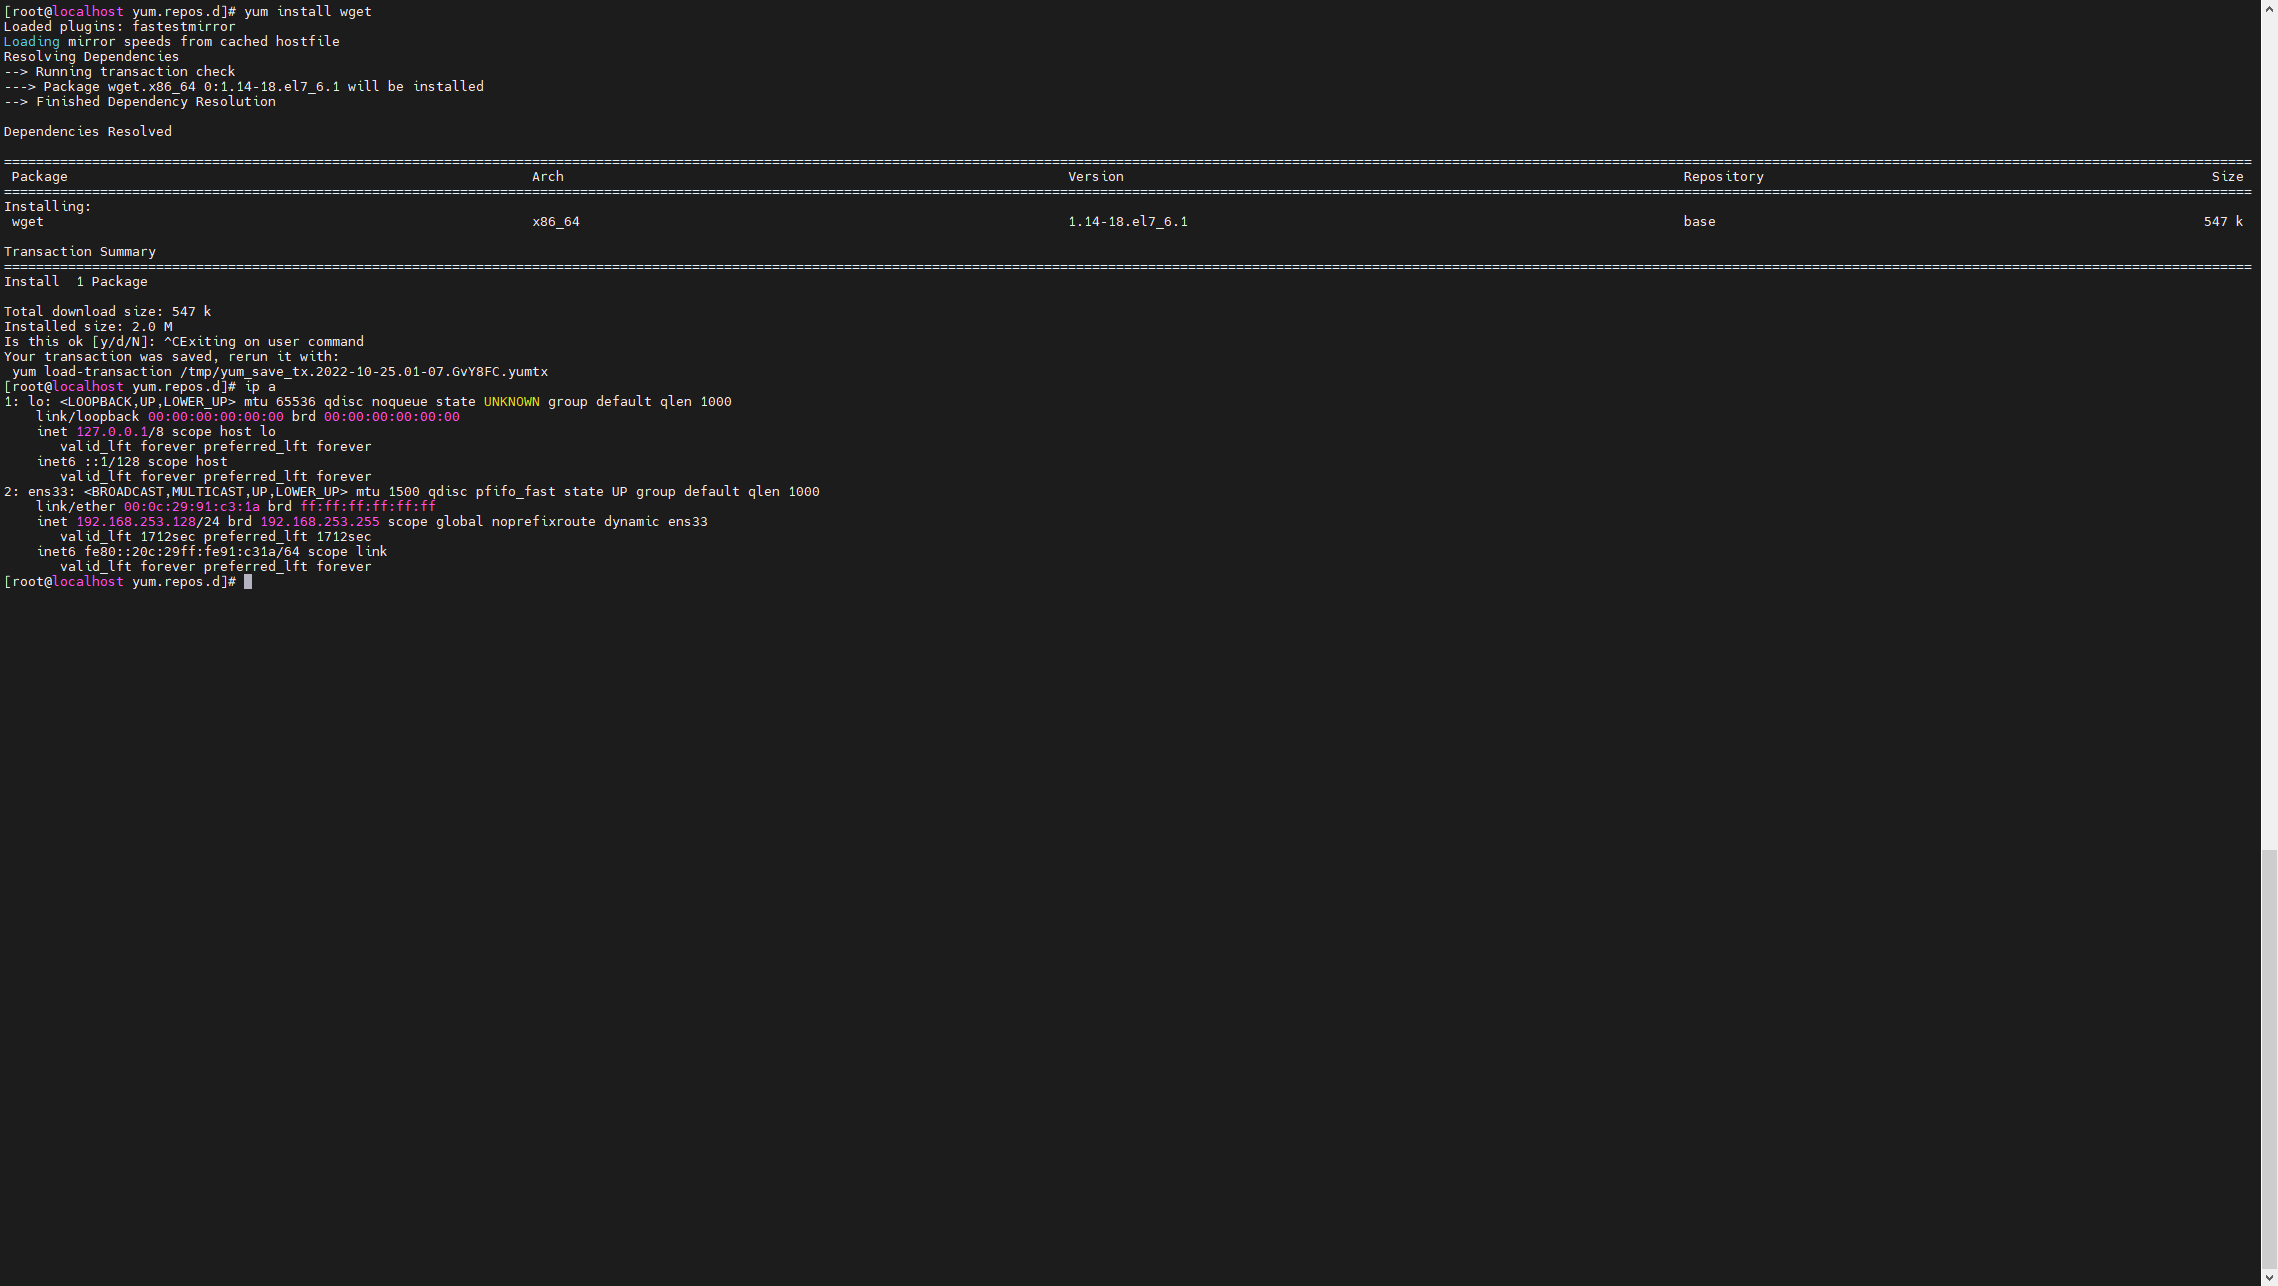 [root@localhost yum.repos.d]# yum install wget
Loaded plugins: fastestmirror
Loading mirror speeds from cached hostfile
Resolving Dependencies
--> Running transaction check
---> Package wget.x86_64 0:1.14-18.el7_6.1 will be installed
--> Finished Dependency Resolution
Dependencies Resolved
Package Arch Version Repository Size
Installing:
wget x86_64 1.14-18.el7_6.1 base 547 k
Transaction Summary
Install  1 Package
Total download size: 547 k
Installed size: 2.0 M
Is this ok [y/d/N]: ^CExiting on user command
Your transaction was saved, rerun it with:
 yum load-transaction /tmp/yum_save_tx.2022-10-25.01-07.GvY8FC.yumtx
[root@localhost yum.repos.d]# ip a
1: lo: <LOOPBACK,UP,LOWER_UP> mtu 65536 qdisc noqueue state UNKNOWN group default qlen 1000
    link/loopback 00:00:00:00:00:00 brd 00:00:00:00:00:00
    inet 127.0.0.1/8 scope host lo
       valid_lft forever preferred_lft forever
    inet6 ::1/128 scope host
       valid_lft forever preferred_lft forever
2: ens33: <BROADCAST,MULTICAST,UP,LOWER_UP> mtu 1500 qdisc pfifo_fast state UP group default qlen 1000
    link/ether 00:0c:29:91:c3:1a brd ff:ff:ff:ff:ff:ff
    inet 192.168.253.128/24 brd 192.168.253.255 scope global noprefixroute dynamic ens33
       valid_lft 1712sec preferred_lft 1712sec
    inet6 fe80::20c:29ff:fe91:c31a/64 scope link
       valid_lft forever preferred_lft forever
[root@localhost yum.repos.d]#